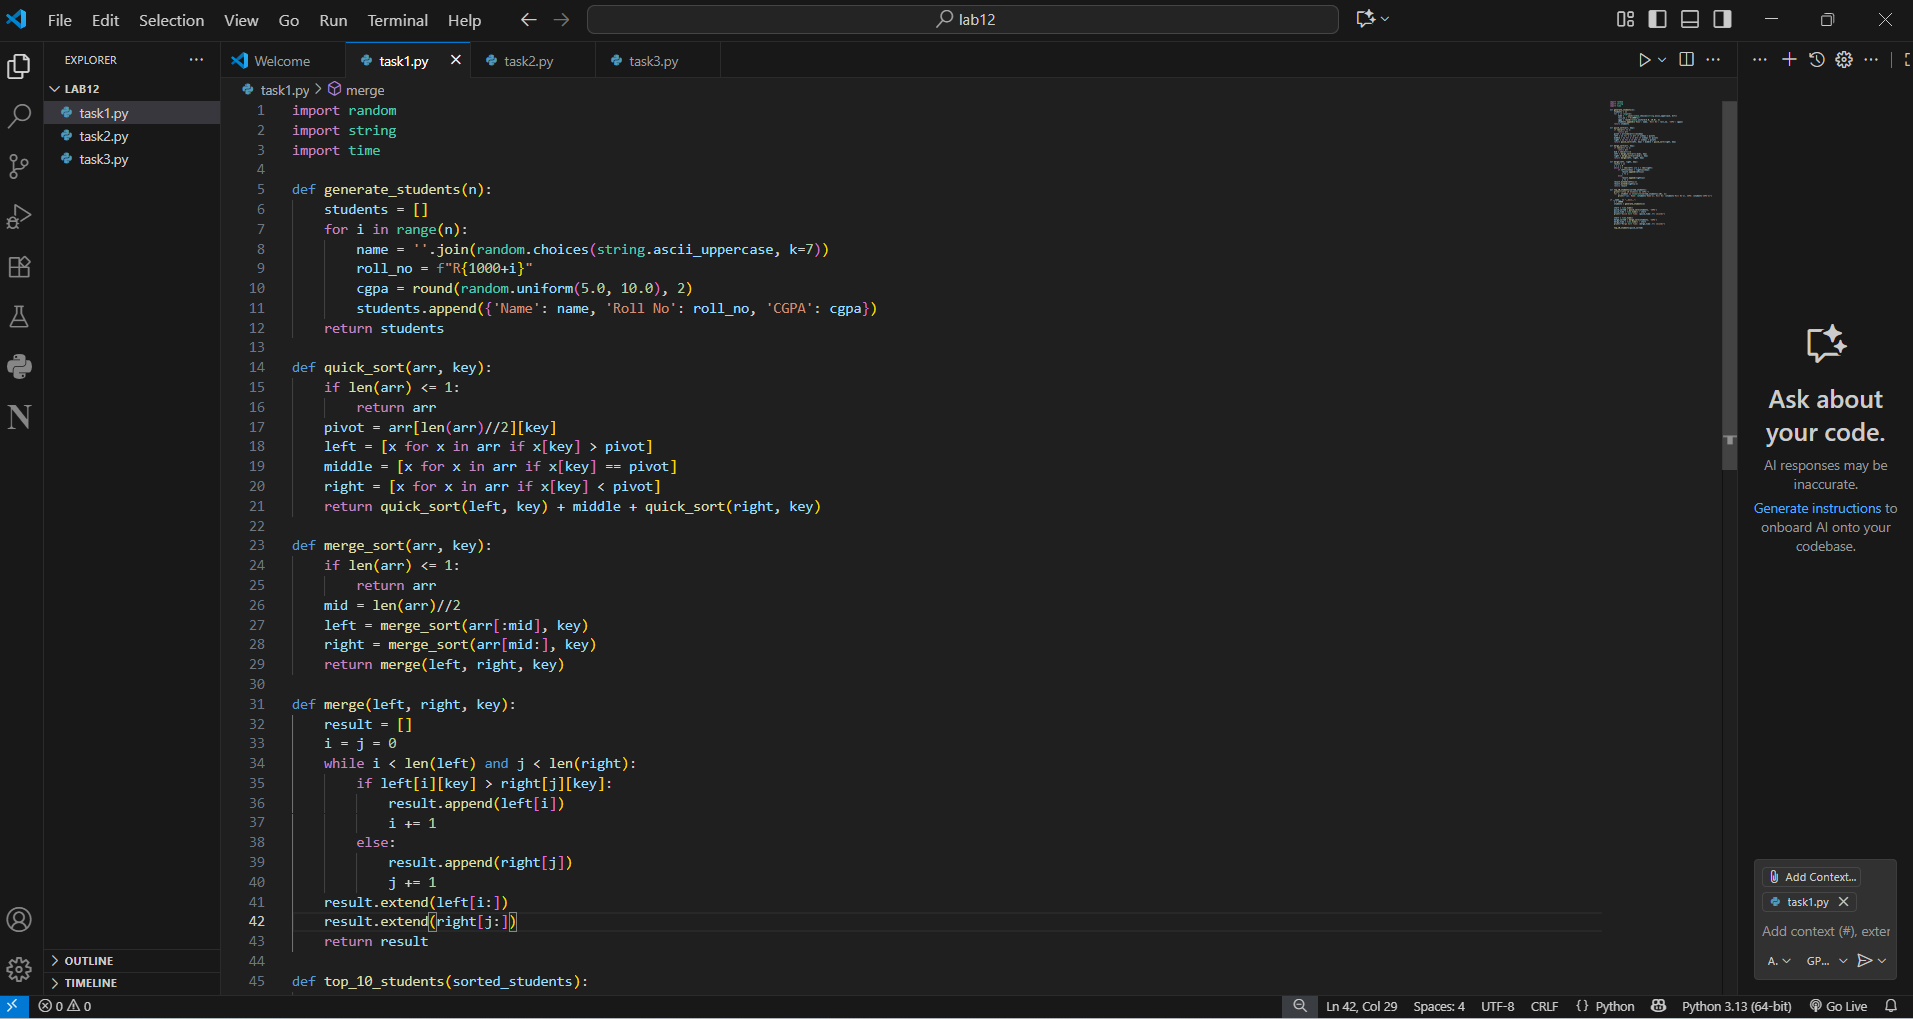 File Edit Selection View Go Run Terminal Help
lab12
EXPLORER
LAB12
task1.py
task2.py
task3.py
OUTLINE
TIMELINE
Welcome
task1.py
task2.py
task3.py
task1.py > merge
1 import random
2 import string
3 import time
4
5 def generate_students(n):
6     students = []
7     for i in range(n):
8         name = ''.join(random.choices(string.ascii_uppercase, k=7))
9         roll_no = f"R{1000+i}"
10         cgpa = round(random.uniform(5.0, 10.0), 2)
11         students.append({'Name': name, 'Roll No': roll_no, 'CGPA': cgpa})
12     return students
13
14 def quick_sort(arr, key):
15     if len(arr) <= 1:
16         return arr
17     pivot = arr[len(arr)//2][key]
18     left = [x for x in arr if x[key] > pivot]
19     middle = [x for x in arr if x[key] == pivot]
20     right = [x for x in arr if x[key] < pivot]
21     return quick_sort(left, key) + middle + quick_sort(right, key)
22
23 def merge_sort(arr, key):
24     if len(arr) <= 1:
25         return arr
26     mid = len(arr)//2
27     left = merge_sort(arr[:mid], key)
28     right = merge_sort(arr[mid:], key)
29     return merge(left, right, key)
30
31 def merge(left, right, key):
32     result = []
33     i = j = 0
34     while i < len(left) and j < len(right):
35         if left[i][key] > right[j][key]:
36             result.append(left[i])
37             i += 1
38         else:
39             result.append(right[j])
40             j += 1
41     result.extend(left[i:])
42     result.extend(right[j:])
43     return result
44
45 def top_10_students(sorted_students):
Ask about
your code.
AI responses may be
inaccurate.
Generate instructions to
onboard AI onto your
codebase.
Add Context...
task1.py
Add context (#), exter
A. GP...
0 0
Ln 42, Col 29 Spaces: 4 UTF-8 CRLF {} Python Python 3.13 (64-bit) Go Live